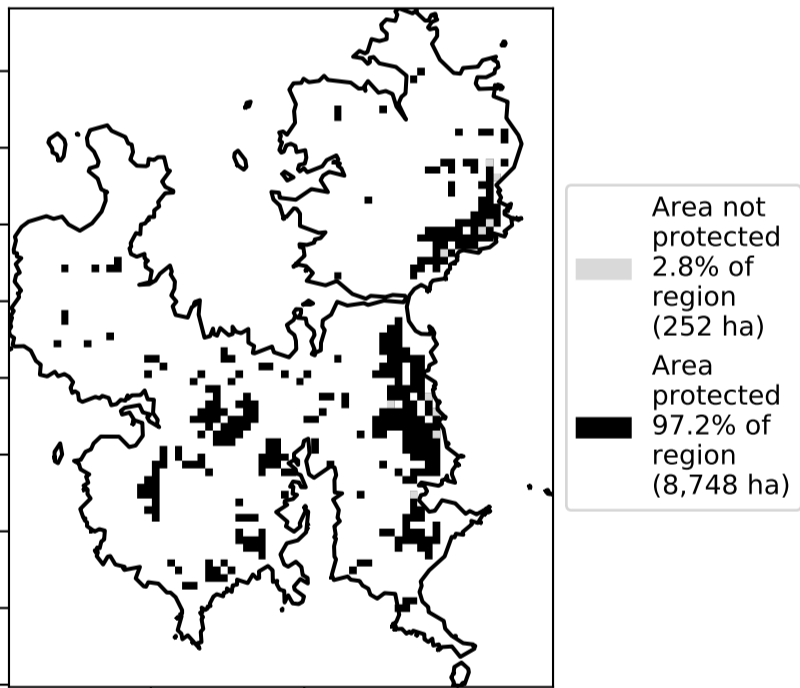 Area not
protected
2.8% of
region
(252 ha)
Area
protected
97.2% of
region
(8,748 ha)